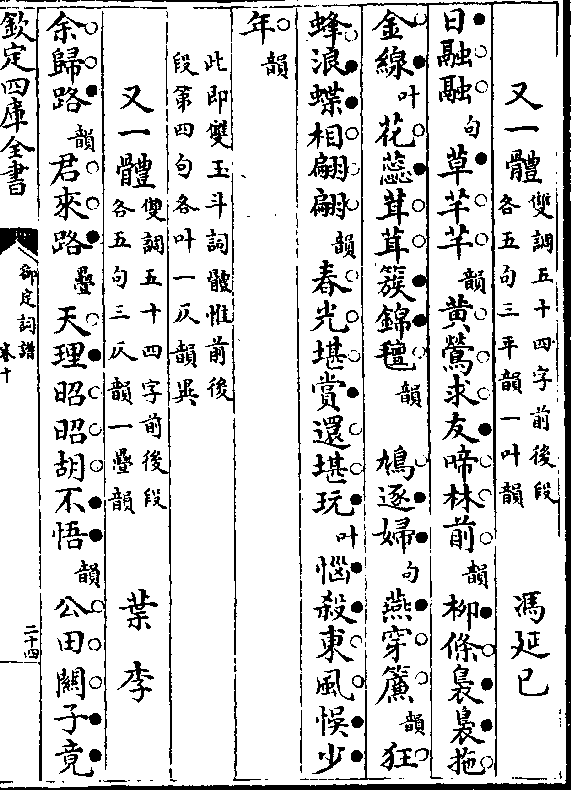 又一體 雙調五十四字前後段各五句三平韻一叶韻 馮延巳
日融融句草芊芊韻黄鶯求友啼林前韻柳條裊裊拖
金線叶花蕊茸茸簇錦氊韻 鳩逐婦句燕穿簾韻狂
蜂浪蝶相翩翩韻春光堪賞還堪玩叶惱殺東風悞少
年韻
此即雙玉斗詞體惟前後
段第四句各叶一仄韻異
又一體 雙調五十四字前後段各五句三仄韻一疊韻 葉李
余歸路韻君來路疊天理昭昭胡不悟韻公田關子竟
欽定四庫全書 御定詞譜 卷十 二十四